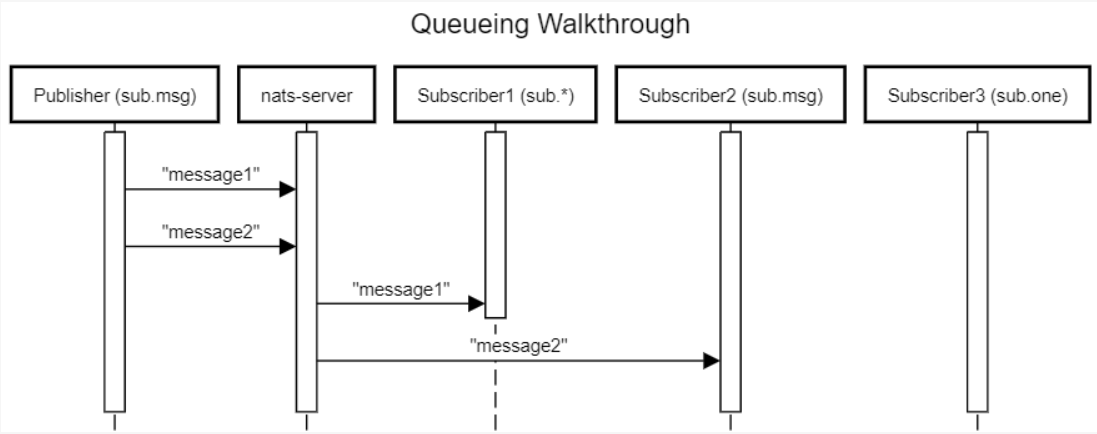 Queueing Walkthrough
Publisher (sub.msg)
nats-server
Subscriber1 (sub.*)
Subscriber2 (sub.msg)
Subscriber3 (sub.one)
"message1"
"message2"
"message1"
"message2"